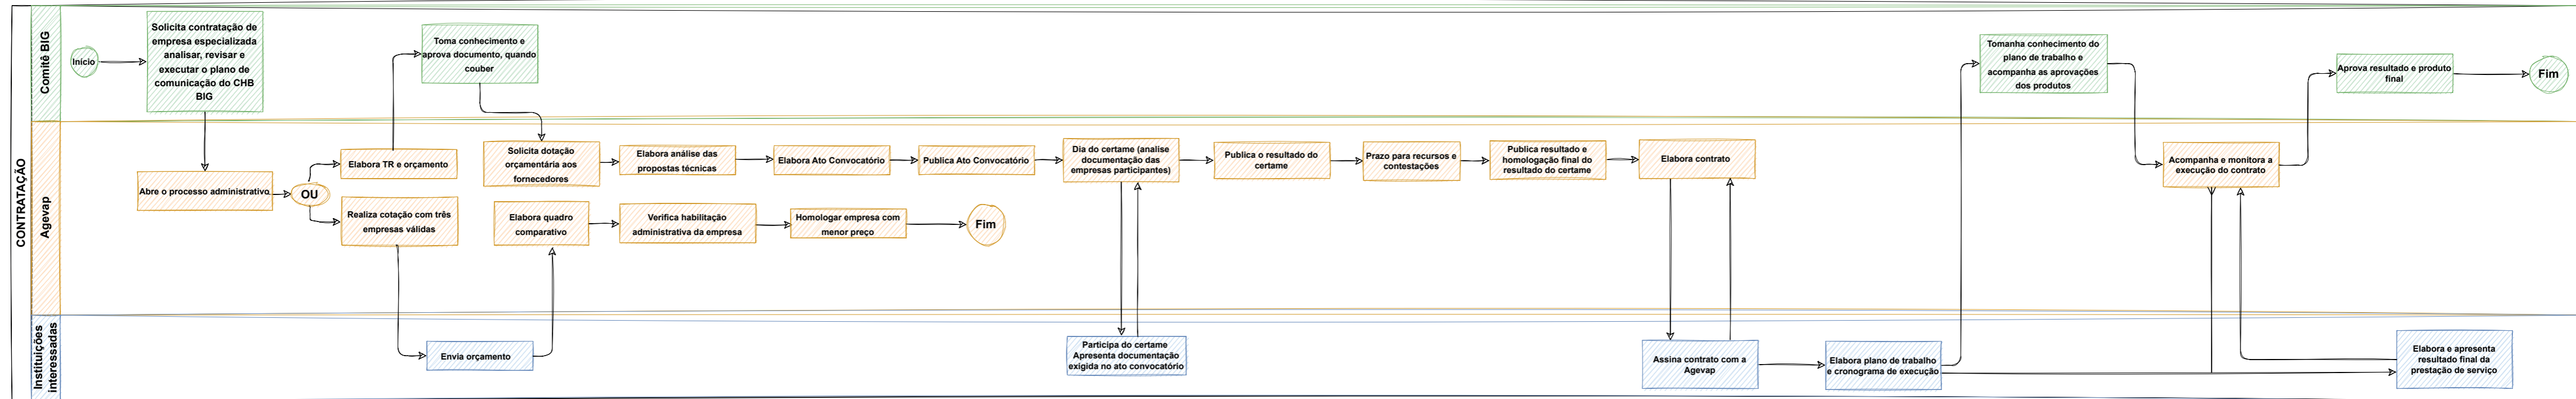 CONTRATAÇÃO
Comitê BIG
Início
Solicita contratação de
empresa especializada
analisar, revisar e
executar o plano de
comunicação do CHB
BIG
Toma conhecimento e
aprova documento, quando
couber
Tomanha conhecimento do
plano de trabalho e
acompanha as aprovações
dos produtos
Aprova resultado e produto
final
Fim
Agevap
Abre o processo administrativo
OU
Elabora TR e orçamento
Realiza cotação com três
empresas válidas
Solicita dotação
orçamentária aos
fornecedores
Elabora análise das
propostas técnicas
Elabora Ato Convocatório
Publica Ato Convocatório
Dia do certame (analise
documentação das
empresas participantes)
Publica o resultado do
certame
Prazo para recursos e
contestações
Publica resultado e
homologação final do
resultado do certame
Elabora contrato
Acompanha e monitora a
execução do contrato
Elabora quadro
comparativo
Verifica habilitação
administrativa da empresa
Homologar empresa com
menor preço
Fim
Instituições
interessadas
Envia orçamento
Participa do certame
Apresenta documentação
exigida no ato convocatório
Assina contrato com a
Agevap
Elabora plano de trabalho
e cronograma de execução
Elabora e apresenta
resultado final da
prestação de serviço